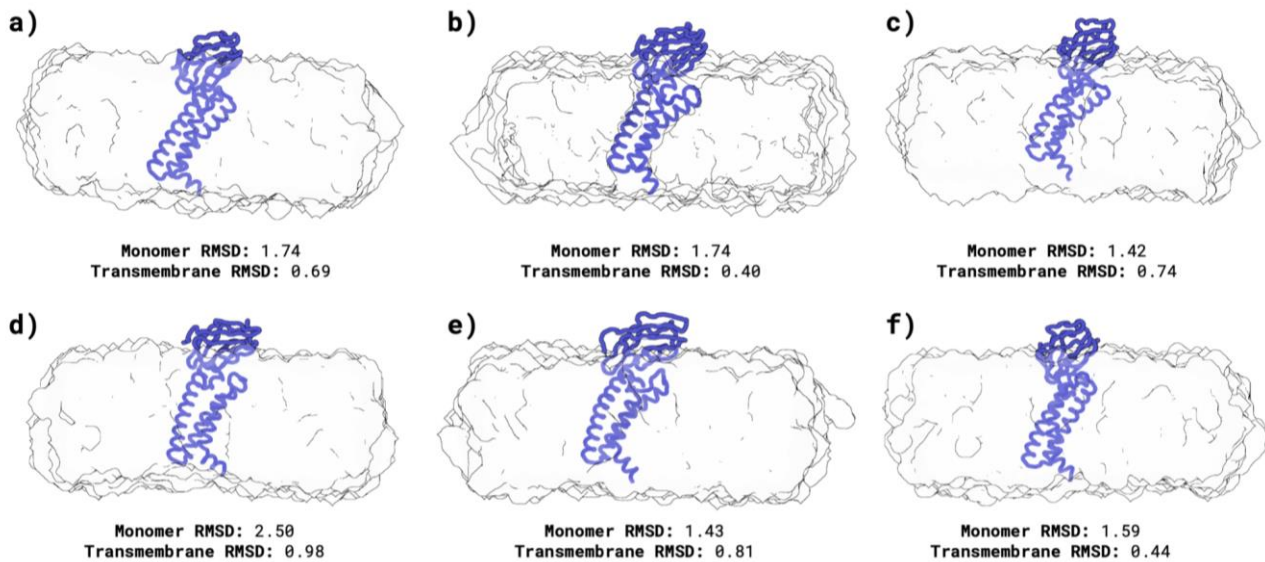 a)
b)
c)
Monomer RMSD: 1.74
Transmembrane RMSD: 0.69
Monomer RMSD: 1.74
Transmembrane RMSD: 0.40
Monomer RMSD: 1.42
Transmembrane RMSD: 0.74
d)
e)
f)
Monomer RMSD: 2.50
Transmembrane RMSD: 0.98
Monomer RMSD: 1.43
Transmembrane RMSD: 0.81
Monomer RMSD: 1.59
Transmembrane RMSD: 0.44